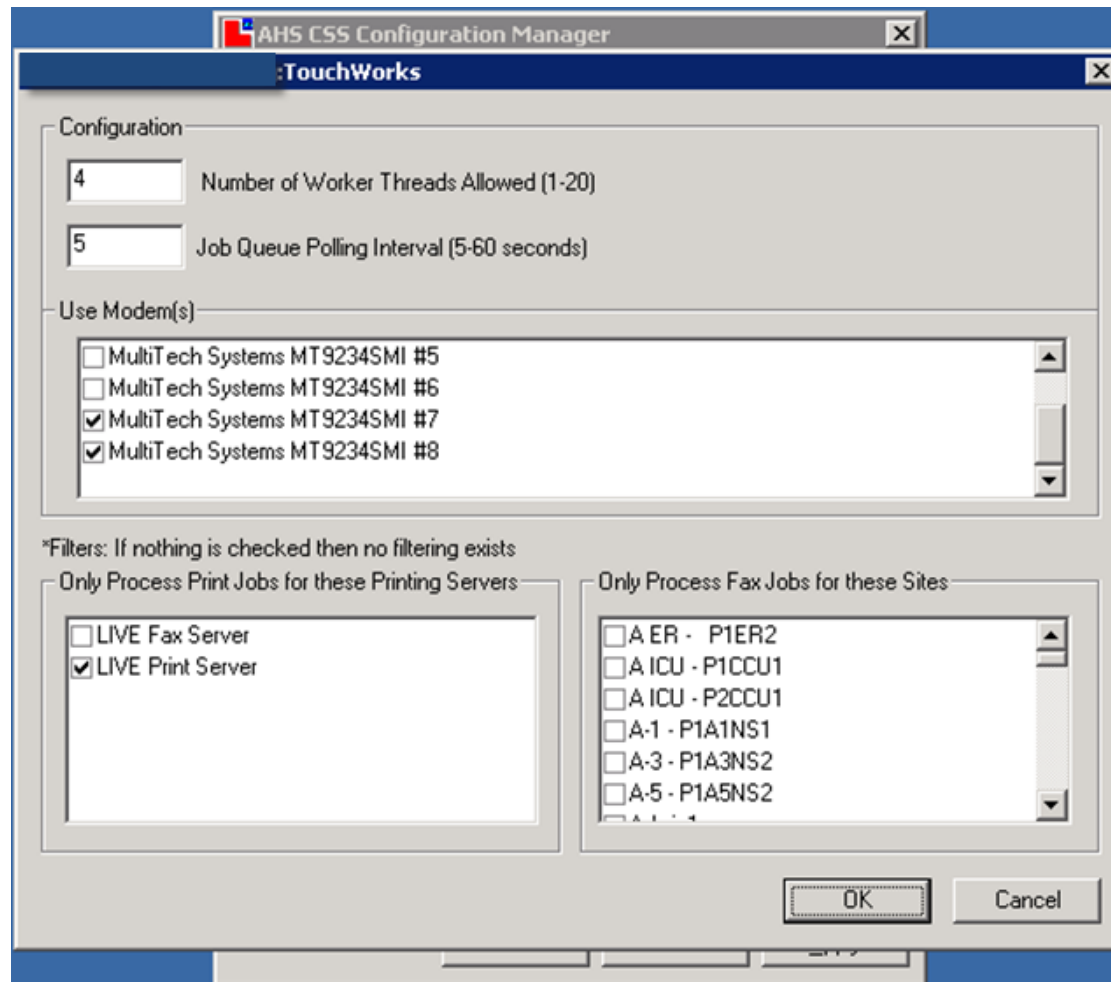 AHS CSS Configuration Manager
:TouchWorks
Configuration
4 Number of Worker Threads Allowed (1-20)
5 Job Queue Polling Interval (5-60 seconds)
Use Modem(s)
MultiTech Systems MT9234SMI #5
MultiTech Systems MT9234SMI #6
MultiTech Systems MT9234SMI #7
MultiTech Systems MT9234SMI #8
*Filters: If nothing is checked then no filtering exists
Only Process Print Jobs for these Printing Servers
LIVE Fax Server
LIVE Print Server
Only Process Fax Jobs for these Sites
A ER - P1ER2
A ICU - P1CCU1
A ICU - P2CCU1
A-1 - P1A1NS1
A-3 - P1A3NS2
A-5 - P1A5NS2
OK Cancel